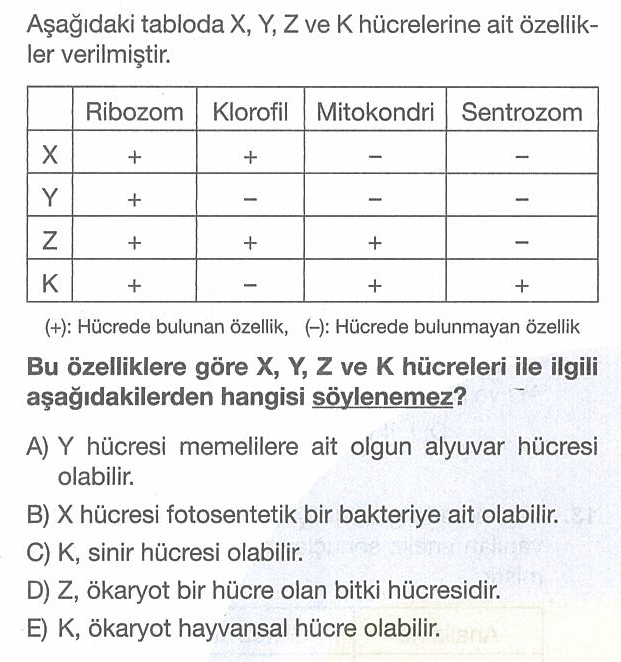 Aşağıdaki tabloda X, Y, Z ve K hücrelerine ait özellik-
ler verilmiştir.
Ribozom Klorofil Mitokondri Sentrozom
X + + – –
Y + – – –
Z + + + –
K + – + +
(+): Hücrede bulunan özellik, (–): Hücrede bulunmayan özellik
Bu özelliklere göre X, Y, Z ve K hücreleri ile ilgili
aşağıdakilerden hangisi söylenemez?
A) Y hücresi memelilere ait olgun alyuvar hücresi
olabilir.
B) X hücresi fotosentetik bir bakteriye ait olabilir.
C) K, sinir hücresi olabilir.
D) Z, ökaryot bir hücre olan bitki hücresidir.
E) K, ökaryot hayvansal hücre olabilir.